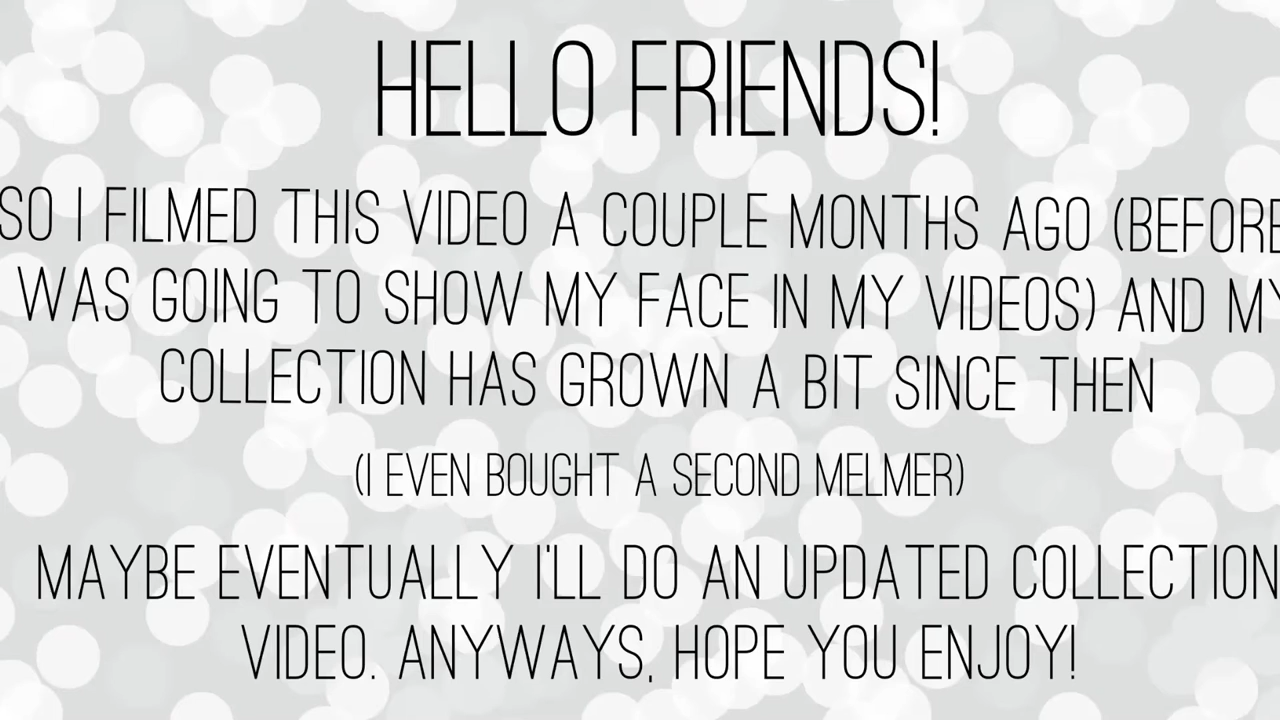 HELLO FRIENDS!
SO I FILMED THIS VIDEO A COUPLE MONTHS AGO (BEFORE
WAS GOING TO SHOW MY FACE IN MY VIDEOS) AND MY
COLLECTION HAS GROWN A BIT SINCE THEN
(I EVEN BOUGHT A SECOND MELMER)
MAYBE EVENTUALLY I'LL DO AN UPDATED COLLECTION
VIDEO. ANYWAYS, HOPE YOU ENJOY!